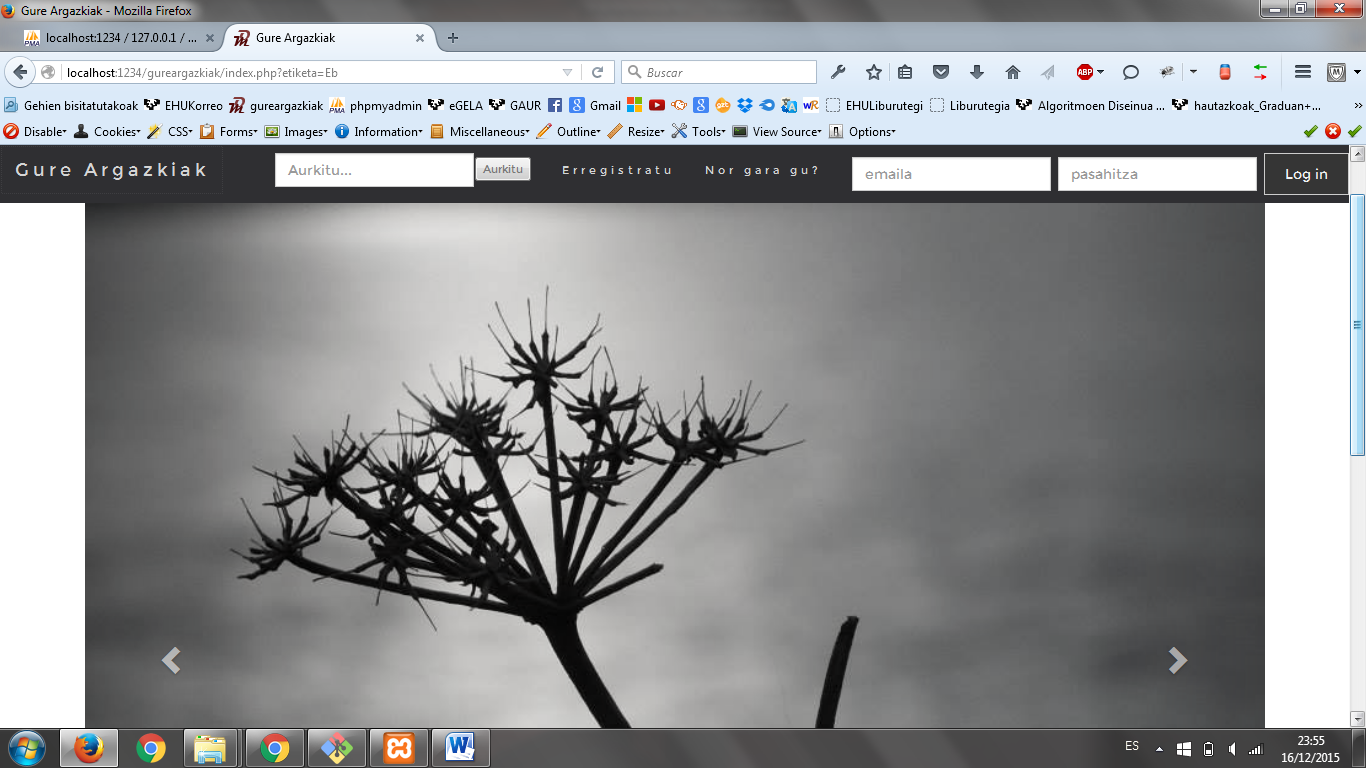 Gure Argazkiak - Mozilla Firefox
localhost:1234 / 127.0.0.1 / ...
Gure Argazkiak
localhost:1234/gureargazkiak/index.php?etiketa=Eb
Buscar
ABP
Gehien bisitatutakoak EHUKorreo gureargazkiak phpmyadmin eGELA GAUR Gmail EHULiburutegi Liburutegia Algoritmoen Diseinua ... hautazkoak_Graduan+...
Disable Cookies CSS Forms Images Information Miscellaneous Outline Resize Tools View Source Options
Gure Argazkiak Aurkitu... Aurkitu Erregistratu Nor gara gu? emaila pasahitza Log in
ES
23:55
16/12/2015